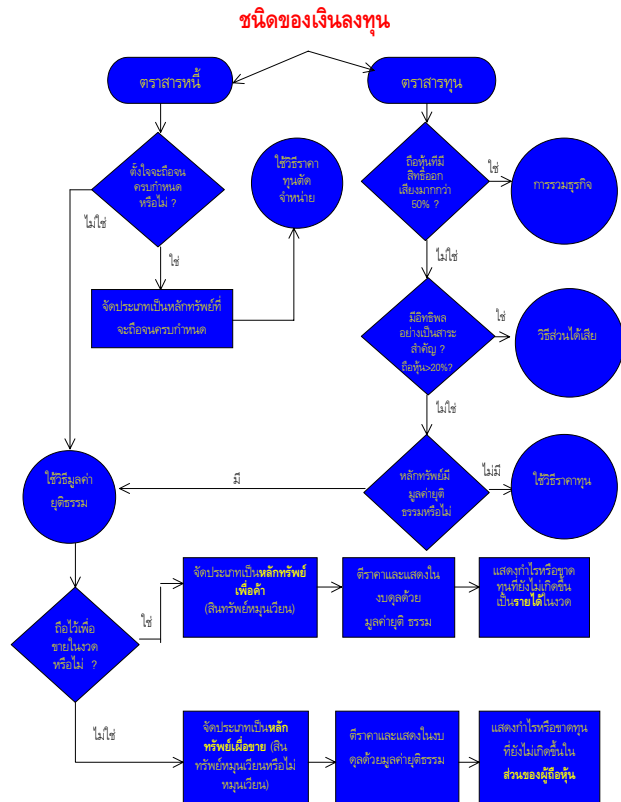 ชนิดของเงินลงทุน
ตราสารหนี้
ตราสารทุน
ตั้งใจจะถือจน
ครบกำหนด
หรือไม่ ?
ใช้วิธีราคา
ทุนตัด
จำหน่าย
ถือหุ้นที่มี
สิทธิ์ออก
เสียงมากกว่า
50% ?
ใช่
การรวมธุรกิจ
ไม่ใช่
ใช่
ไม่ใช่
จัดประเภทเป็นหลักทรัพย์ที่
จะถือจนครบกำหนด
มีอิทธิพล
อย่างเป็นสาระ
สำคัญ ?
ถือหุ้น>20%?
ใช่
วิธีส่วนได้เสีย
ไม่ใช่
ใช้วิธีมูลค่า
ยุติธรรม
มี
หลักทรัพย์มี
มูลค่ายุติ
ธรรมหรือไม่
ไม่มี
ใช้วิธีราคาทุน
ถือไว้เพื่อ
ขายในงวด
หรือไม่ ?
ใช่
จัดประเภทเป็นหลักทรัพย์
เพื่อค้า
(สินทรัพย์หมุนเวียน)
ตีราคาและแสดงใน
งบดุลด้วย
มูลค่ายุติ ธรรม
แสดงกำไรหรือขาด
ทุนที่ยังไม่เกิดขึ้น
เป็นรายได้ในงวด
ไม่ใช่
จัดประเภทเป็นหลัก
ทรัพย์เผื่อขาย (สิน
ทรัพย์หมุนเวียนหรือไม่
หมุนเวียน)
ตีราคาและแสดงในงบ
ดุลด้วยมูลค่ายุติธรรม
แสดงกำไรหรือขาดทุน
ที่ยังไม่เกิดขึ้นใน
ส่วนของผู้ถือหุ้น